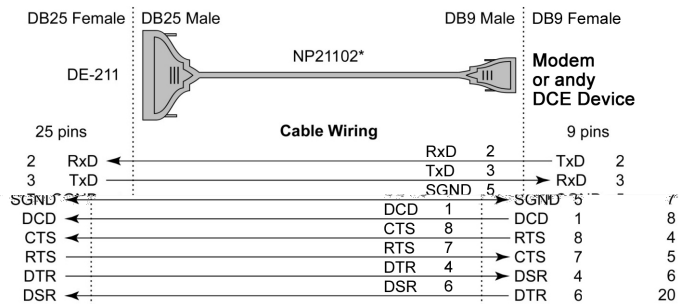 DB25 Female DB25 Male DB9 Male DB9 Female
NP21102*
DE-211
Modem
or andy
DCE Device
25 pins Cable Wiring 9 pins
RxD 2
2 RxD TxD 2
TxD 3
3 TxD RxD 3
SGND 5
SGND SGND 5 7
DCD 1
DCD DCD 1 8
CTS 8
CTS RTS 8 4
RTS 7
RTS CTS 7 5
DTR 4
DTR DSR 4 6
DSR 6
DSR DTR 6 20